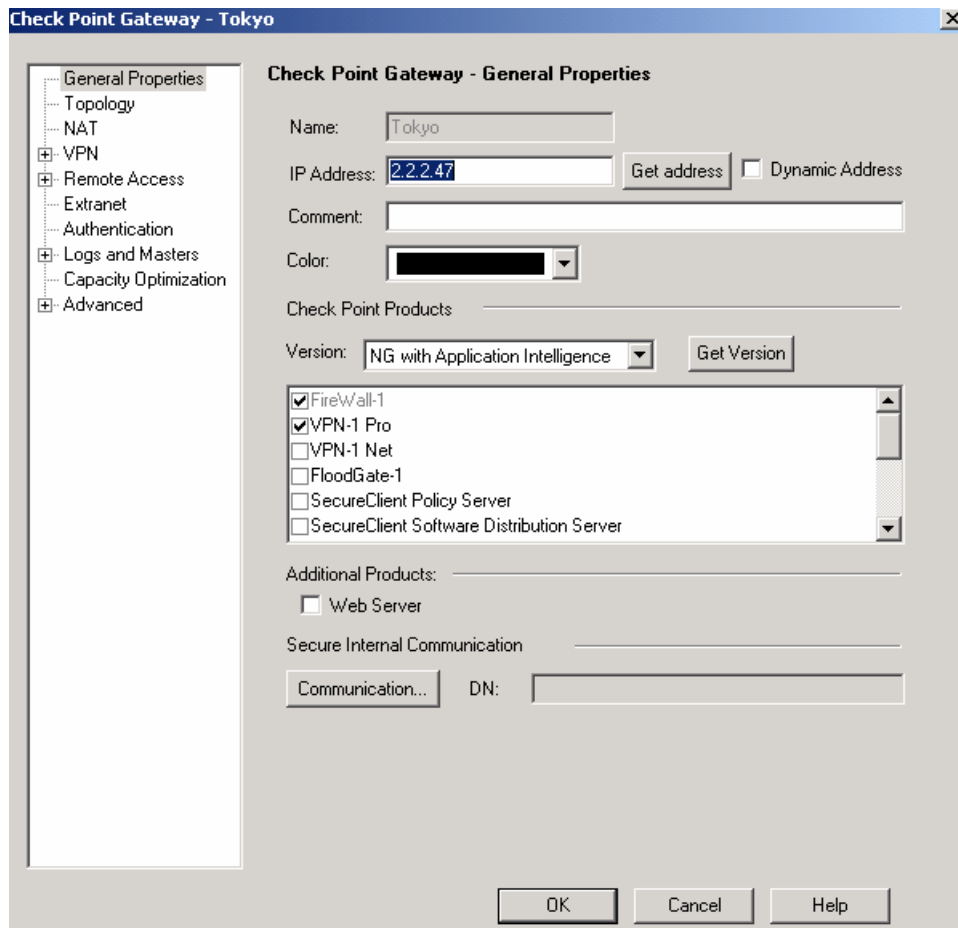 Check Point Gateway - Tokyo
General Properties
Topology
NAT
VPN
Remote Access
Extranet
Authentication
Logs and Masters
Capacity Optimization
Advanced
Check Point Gateway - General Properties
Name: Tokyo
IP Address: 2.2.2.47 Get address Dynamic Address
Comment:
Color:
Check Point Products
Version: NG with Application Intelligence Get Version
FireWall-1
VPN-1 Pro
VPN-1 Net
FloodGate-1
SecureClient Policy Server
SecureClient Software Distribution Server
Additional Products:
Web Server
Secure Internal Communication
Communication... DN:
OK Cancel Help